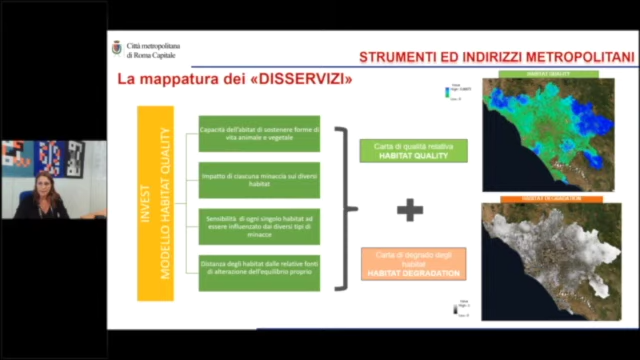 Città metropolitana
di Roma Capitale
STRUMENTI ED INDIRIZZI METROPOLITANI
La mappatura dei «DISSERVIZI»
INVEST
MODELLO HABITAT QUALITY
Capacità dell'abitat di sostenere forme di
vita animale e vegetale
Impatto di ciascuna minaccia sui diversi
habitat
Sensibilità di ogni singolo habitat ad
essere influenzato dai diversi tipi di
minacce
Distanza degli habitat dalle relative fonti
di alterazione dell'equilibrio proprio
Carta di qualità relativa
HABITAT QUALITY
Carta di degrado degli
habitat
HABITAT DEGRADATION
HABITAT QUALITY
HABITAT DEGRADATION